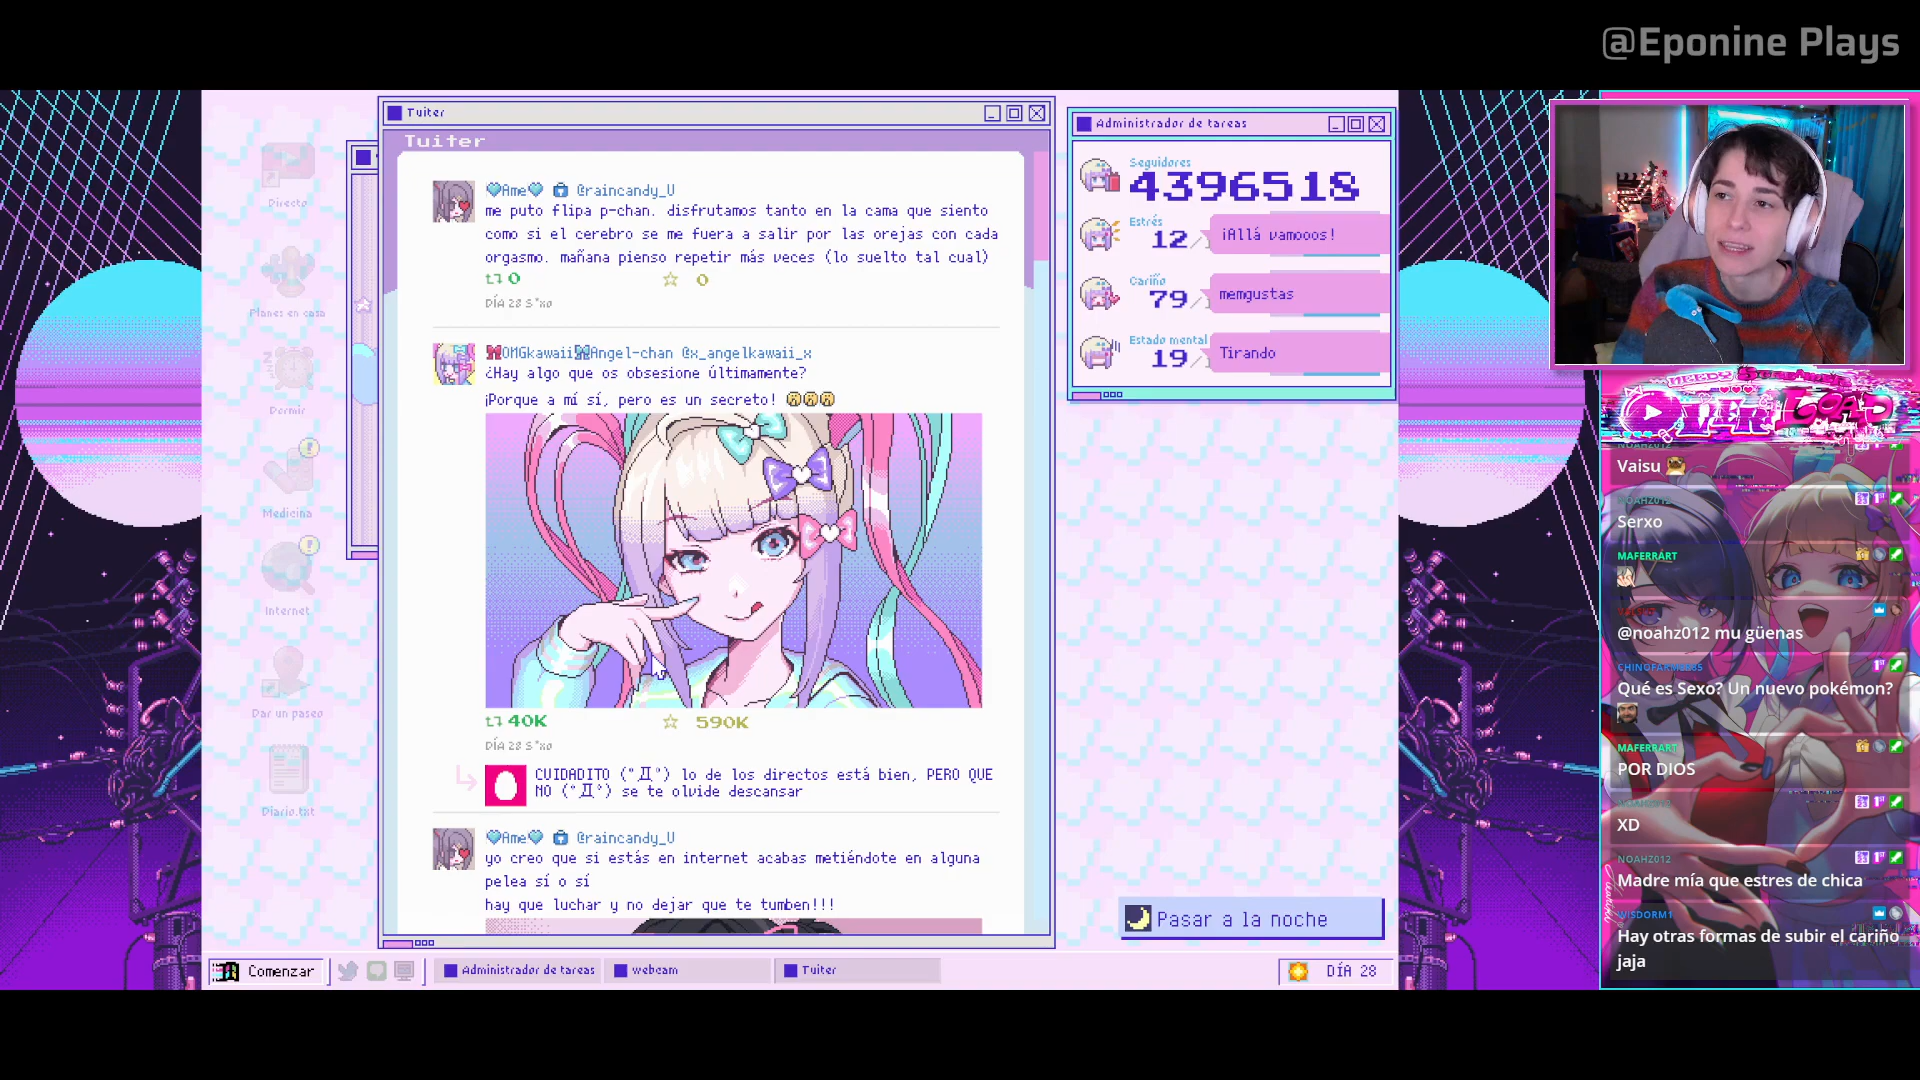 @Eponine Plays
Tuiter
Tuiter
Ame @raincandy_U
me puto flipa p-chan. disfrutamos tanto en la cama que siento
como si el cerebro se me fuera a salir por las orejas con cada
orgasmo. mañana pienso repetir más veces (lo suelto tal cual)
0 0
DÍA 28 S*xo
OMGkawaii Angel-chan @x_angelkawaii_x
¿Hay algo que os obsesione últimamente?
¡Porque a mí sí, pero es un secreto!
40K 590K
DÍA 28 S*xo
CUIDADITO (°Д°) lo de los directos está bien, PERO QUE
NO (°Д°) se te olvide descansar
Ame @raincandy_U
yo creo que si estás en internet acabas metiéndote en alguna
pelea sí o sí
hay que luchar y no dejar que te tumben!!!
Directo
Planes en casa
Dormir
Medicina
Internet
Dar un paseo
Diario.txt
Administrador de tareas
Seguidores
4396518
Estrés
12/
¡Allá vamooos!
Cariño
79/
memgustas
Estado mental
19/
Tirando
Pasar a la noche
Comenzar
Administrador de tareas
webcam
Tuiter
DÍA 28
NEEDY Streamer
OVERLOAD
Vaisu
NOAHZ012
Serxo
MAFERRART
@noahz012 mu güenas
Qué es Sexo? Un nuevo pokémon?
MAFERRART
POR DIOS
NOAHZ012
XD
NOAHZ012
Madre mía que estres de chica
WISDORM1
Hay otras formas de subir el cariño
jaja